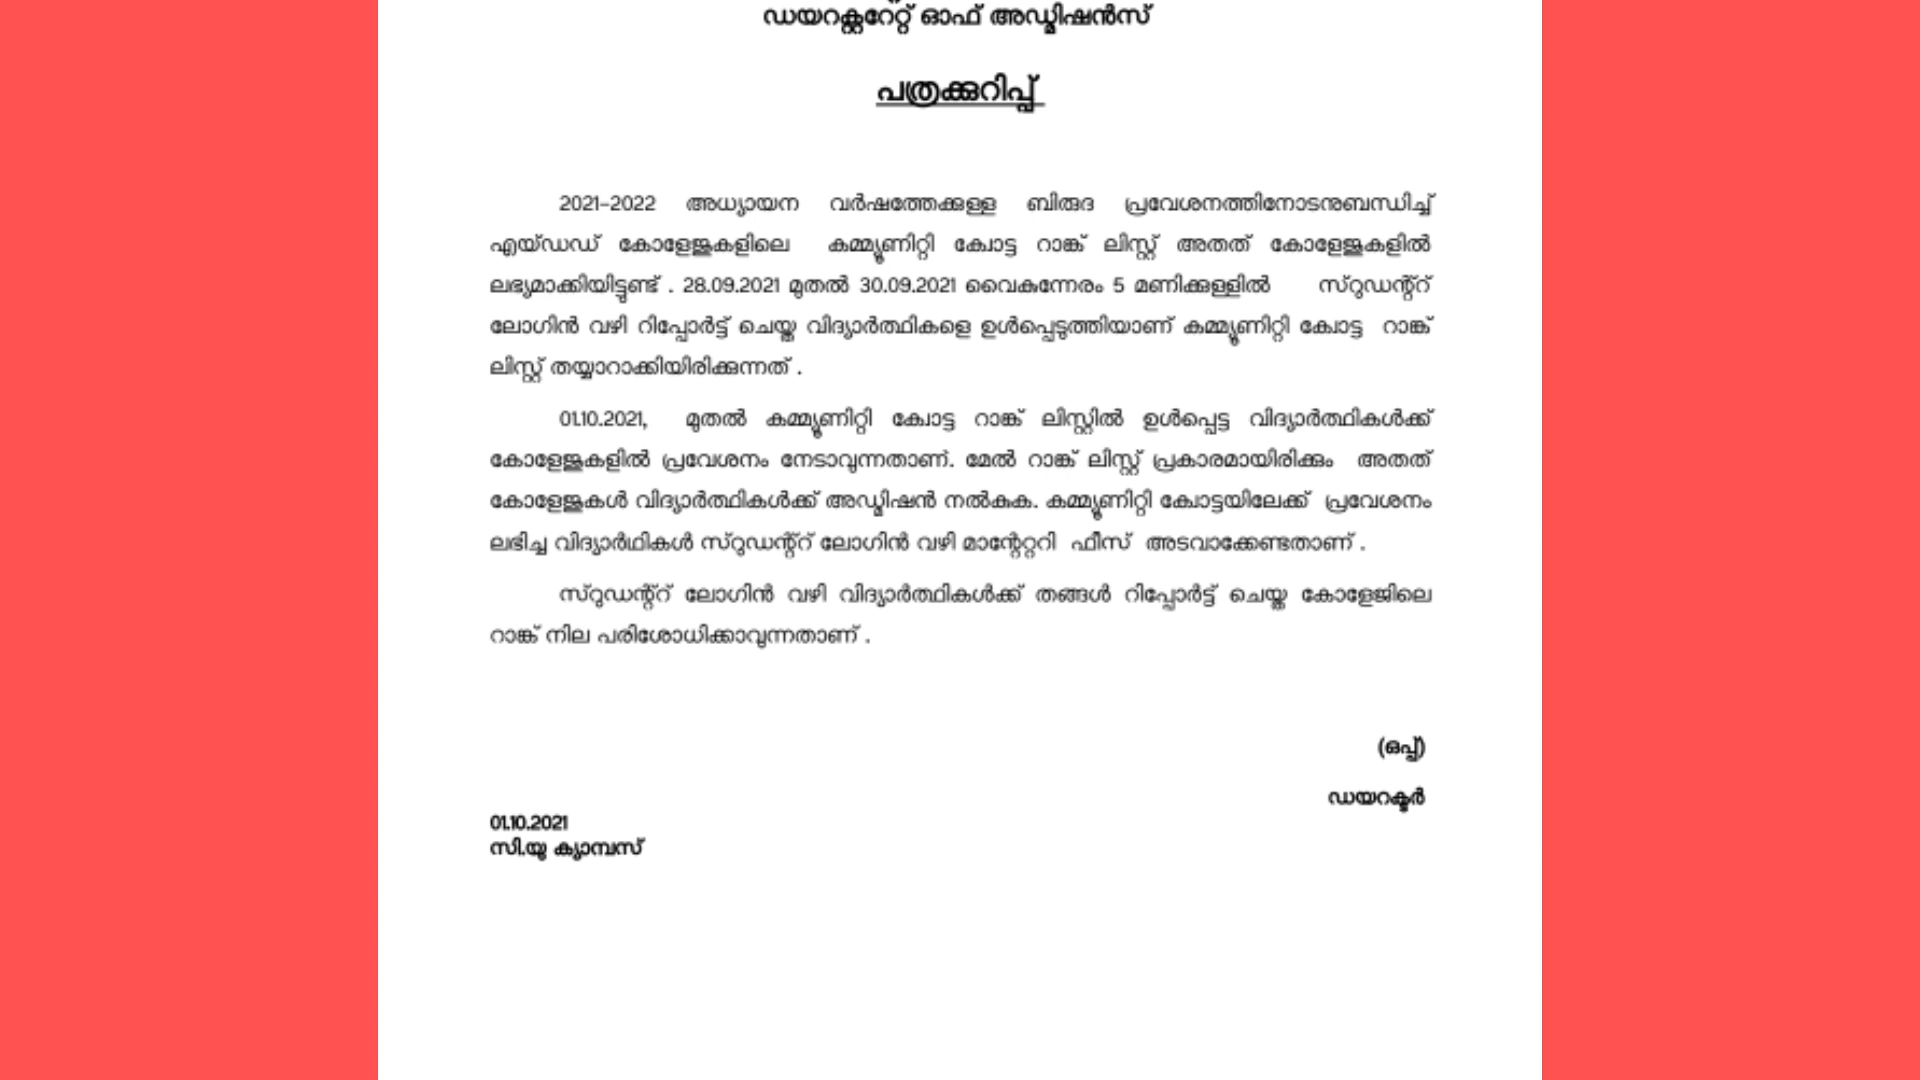 ഡയറക്ടറേറ്റ് ഓഫ് അഡ്മിഷൻസ്
പത്രക്കുറിപ്പ്
2021-2022 അധ്യായന വർഷത്തേക്കുള്ള ബിരുദ പ്രവേശനത്തിനോടനുബന്ധിച്ച്
എയ്ഡഡ് കോളേജുകളിലെ കമ്മ്യൂണിറ്റി ക്വോട്ട റാങ്ക് ലിസ്റ്റ് അതത് കോളേജുകളിൽ
ലഭ്യമാക്കിയിട്ടുണ്ട് . 28.09.2021 മുതൽ 30.09.2021 വൈകുന്നേരം 5 മണിക്കുള്ളിൽ സ്റുഡന്റ്റ്
ലോഗിൻ വഴി റിപ്പോർട്ട് ചെയ്ത വിദ്യാർത്ഥികളെ ഉൾപ്പെടുത്തിയാണ് കമ്മ്യൂണിറ്റി ക്വോട്ട റാങ്ക്
ലിസ്റ്റ് തയ്യാറാക്കിയിരിക്കുന്നത് .
01.10.2021, മുതൽ കമ്മ്യൂണിറ്റി ക്വോട്ട റാങ്ക് ലിസ്റ്റിൽ ഉൾപ്പെട്ട വിദ്യാർത്ഥികൾക്ക്
കോളേജുകളിൽ പ്രവേശനം നേടാവുന്നതാണ്. മേൽ റാങ്ക് ലിസ്റ്റ് പ്രകാരമായിരിക്കും അതത്
കോളേജുകൾ വിദ്യാർത്ഥികൾക്ക് അഡ്മിഷൻ നൽകുക. കമ്മ്യൂണിറ്റി ക്വോട്ടയിലേക്ക് പ്രവേശനം
ലഭിച്ച വിദ്യാർഥികൾ സ്റുഡന്റ്റ് ലോഗിൻ വഴി മാന്റേറ്ററി ഫീസ് അടവാക്കേണ്ടതാണ് .
സ്റുഡന്റ്റ് ലോഗിൻ വഴി വിദ്യാർത്ഥികൾക്ക് തങ്ങൾ റിപ്പോർട്ട് ചെയ്ത കോളേജിലെ
റാങ്ക് നില പരിശോധിക്കാവുന്നതാണ് .
(ഒപ്പ്)
ഡയറക്ടർ
01.10.2021
സി.യൂ ക്യാമ്പസ്